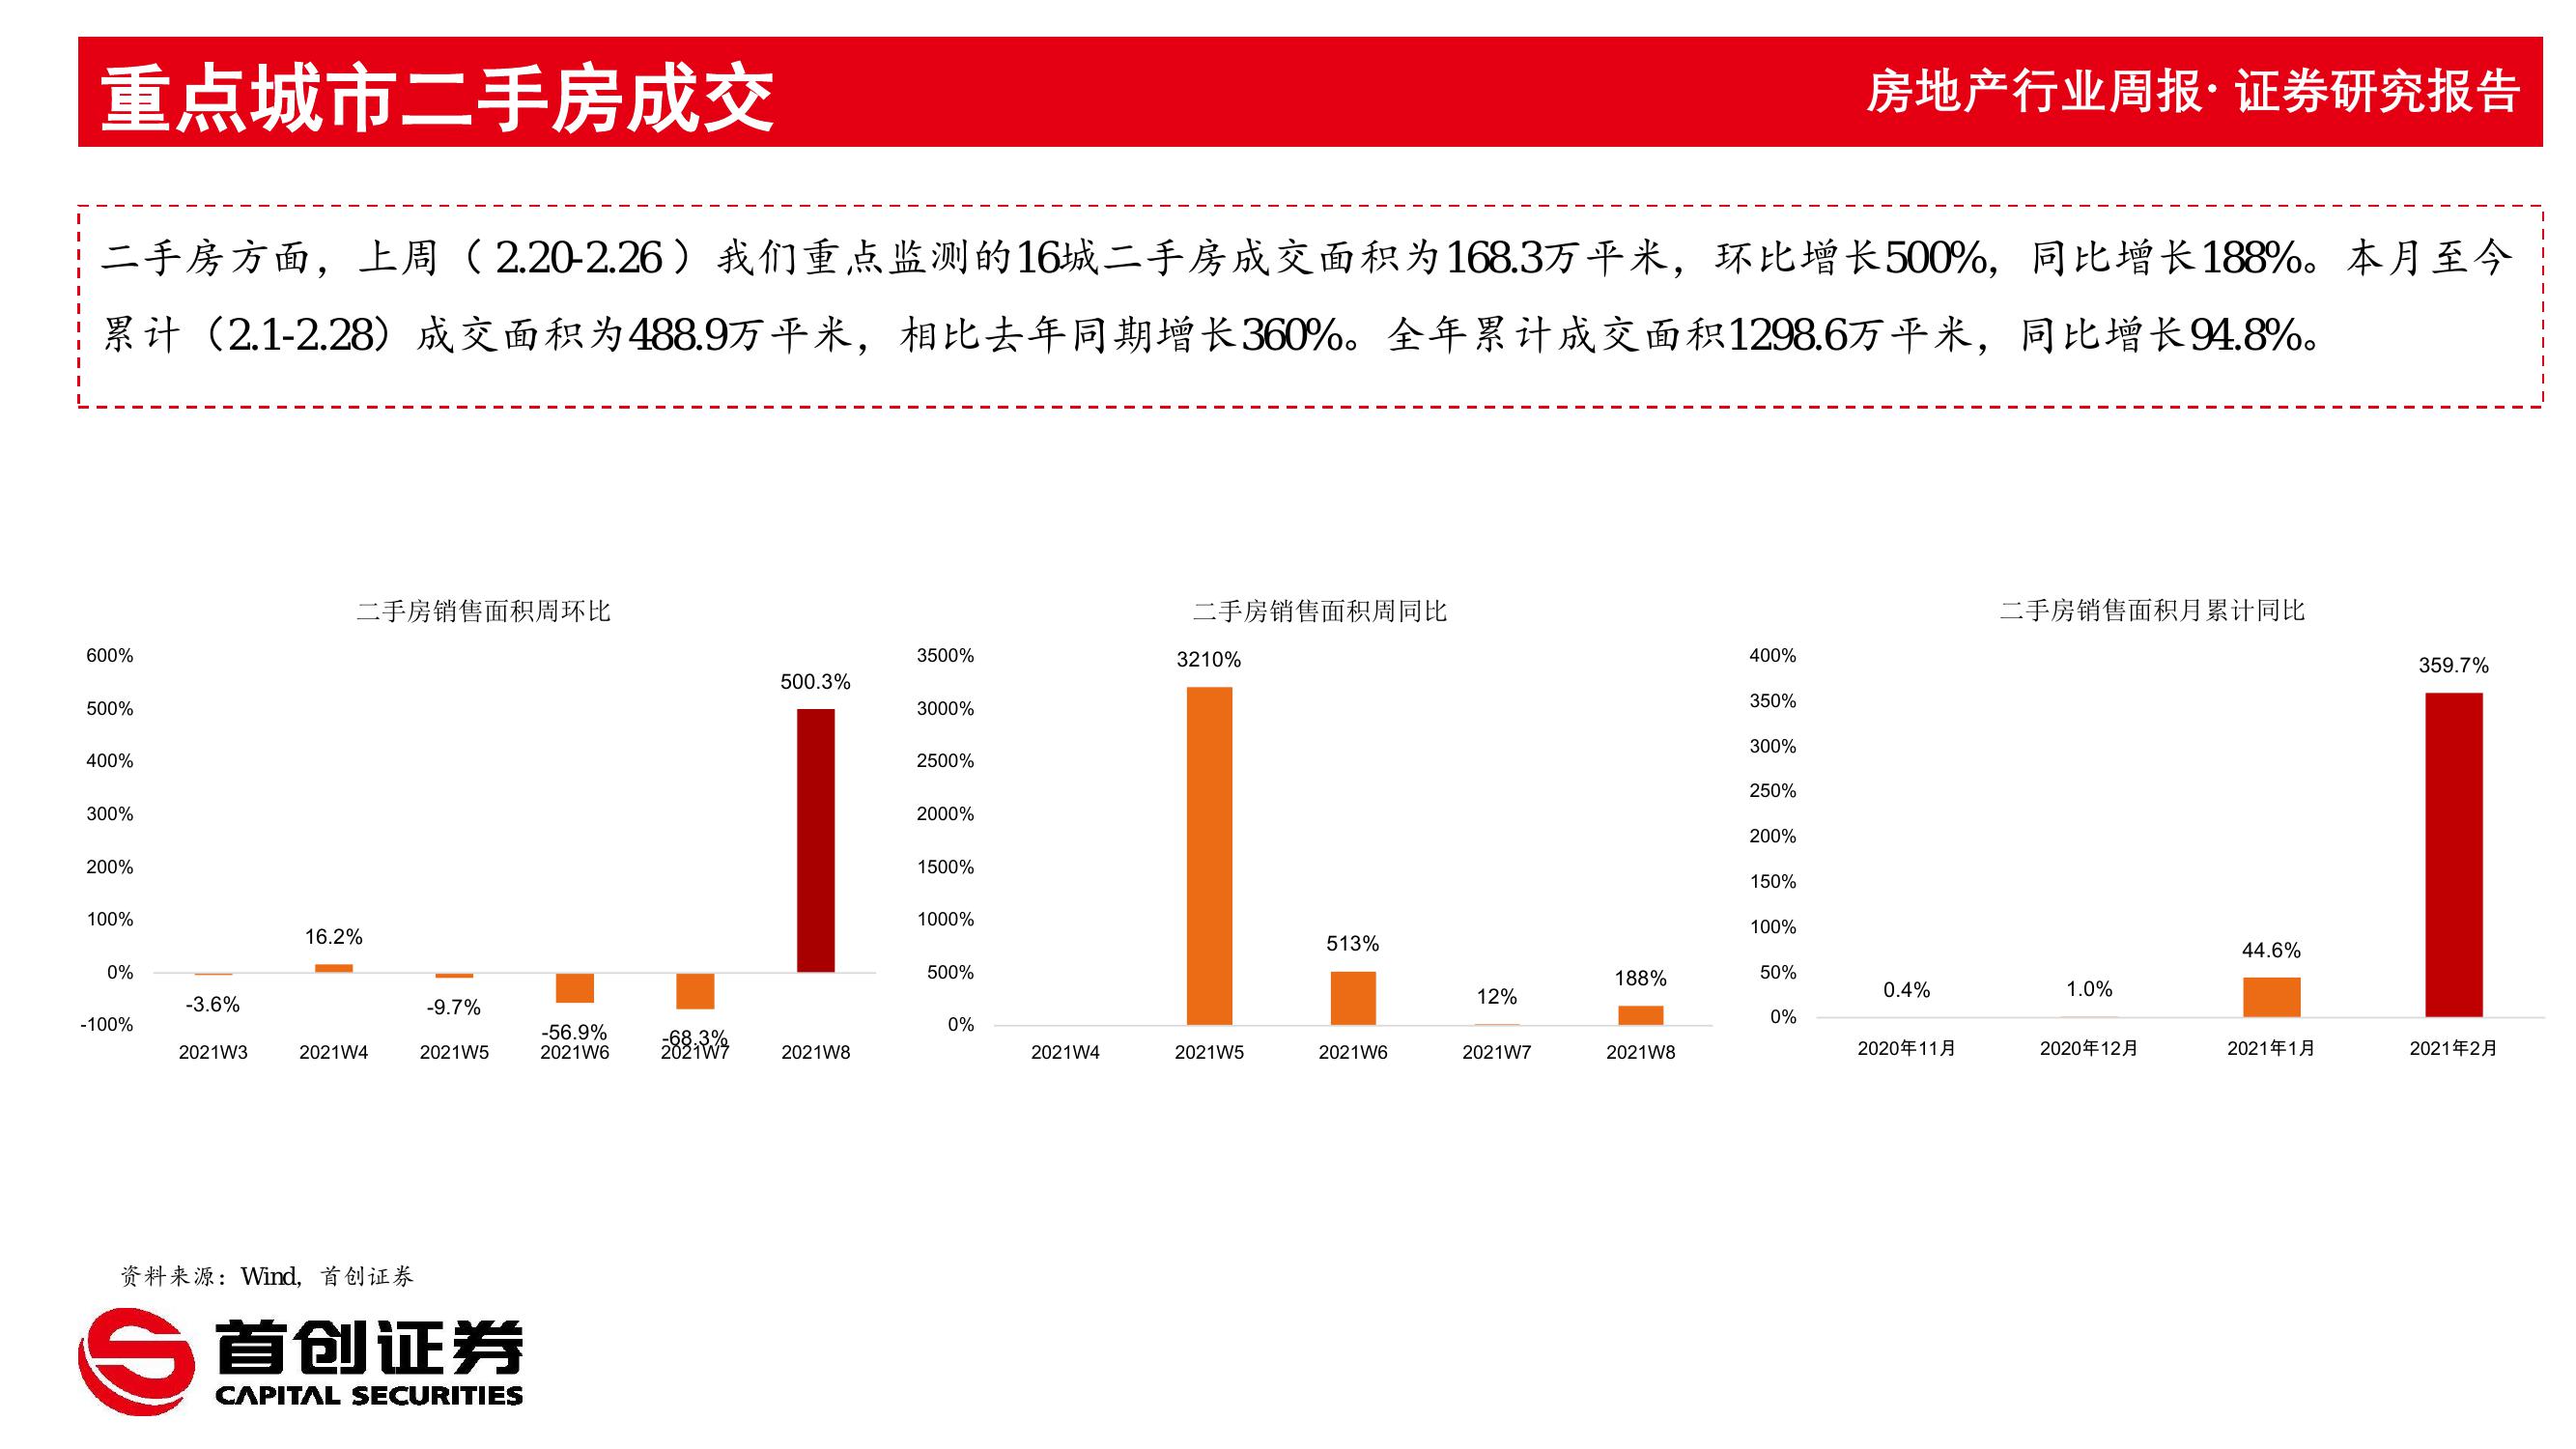 重点城市二手房成交
房地产行业周报· 证券研究报告
二手房方面，上周（2.20-2.26）我们重点监测的16城二手房成交面积为168.3万平米，环比增长500%，同比增长188%。本月至今
累计（2.1-2.28）成交面积为488.9万平米，相比去年同期增长360%。全年累计成交面积1298.6万平米，同比增长94.8%。
二手房销售面积周环比
600%
500%
400%
300%
200%
100%
0%
-100%
-3.6%
16.2%
-9.7%
-56.9%
-68.3%
500.3%
2021W3
2021W4
2021W5
2021W6
2021W7
2021W8
二手房销售面积周同比
3500%
3000%
2500%
2000%
1500%
1000%
500%
0%
3210%
513%
12%
188%
2021W4
2021W5
2021W6
2021W7
2021W8
二手房销售面积月累计同比
400%
350%
300%
250%
200%
150%
100%
50%
0%
0.4%
1.0%
44.6%
359.7%
2020年11月
2020年12月
2021年1月
2021年2月
资料来源：Wind，首创证券
首创证券
CAPITAL SECURITIES